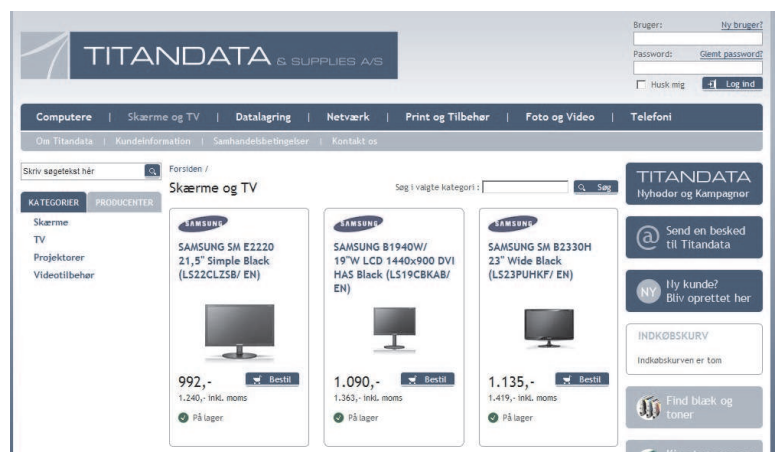 TITANDATA & SUPPLIES A/S
Bruger: Ny bruger?
Password: Glemt password?
Husk mig Log ind
Computere | Skærme og TV | Datalagring | Netværk | Print og Tilbehør | Foto og Video | Telefoni
Om Titandata | Kundeinformation | Samhandelsbetingelser | Kontakt os
Skriv søgetekst hér
KATEGORIER PRODUCENTER
Skærme
TV
Projektorer
Videotilbehør
Forsiden /
Skærme og TV
Søg i valgte kategori : Søg
SAMSUNG
SAMSUNG SM E2220
21,5" Simple Black
(LS22CLZSB/ EN)
992,- Bestil
1.240,- inkl. moms
På lager
SAMSUNG
SAMSUNG B1940W/
19"W LCD 1440x900 DVI
HAS Black (LS19CBKAB/
EN)
1.090,- Bestil
1.363,- inkl. moms
På lager
SAMSUNG
SAMSUNG SM B2330H
23" Wide Black
(LS23PUHKF/ EN)
1.135,- Bestil
1.419,- inkl. moms
På lager
TITANDATA
Nyheder og Kampagner
@ Send en besked
til Titandata
NY Ny kunde?
Bliv oprettet her
INDKØBSKURV
Indkøbskurven er tom
Find blæk og
toner